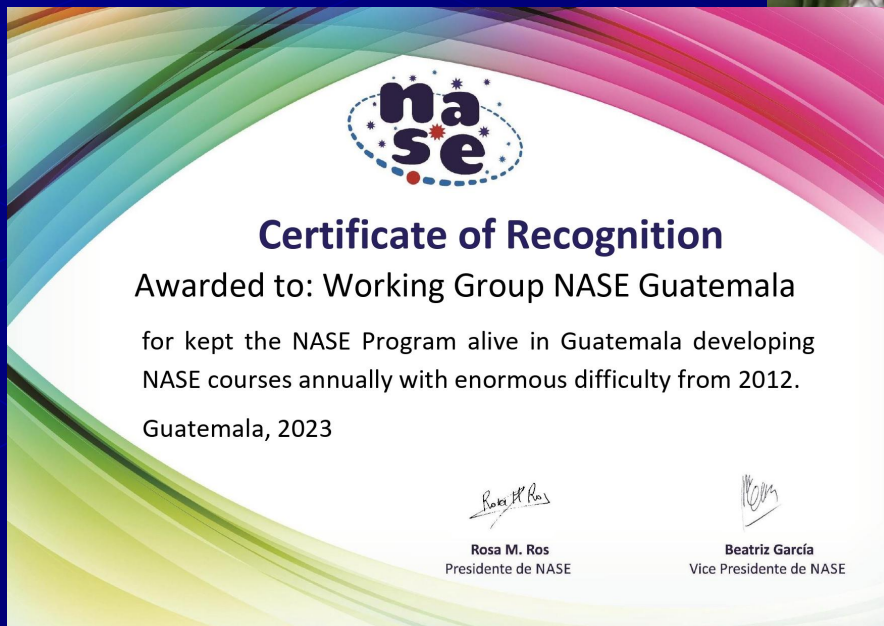 nase
Certificate of Recognition
Awarded to: Working Group NASE Guatemala
for kept the NASE Program alive in Guatemala developing
NASE courses annually with enormous difficulty from 2012.
Guatemala, 2023
Rosa M. Ros
Rosa M. Ros
Presidente de NASE
Beatriz García
Vice Presidente de NASE